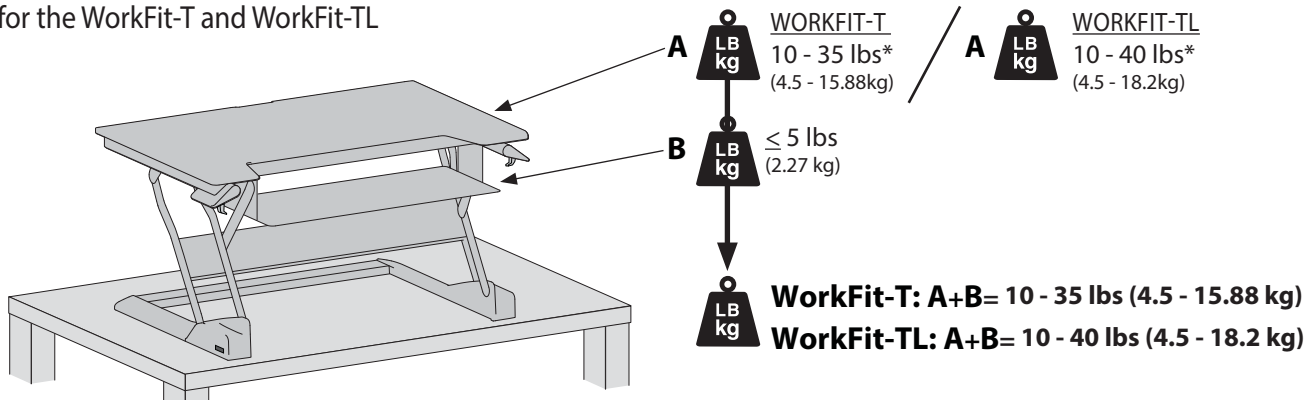 for the WorkFit-T and WorkFit-TL
A LB kg WORKFIT-T
10 - 35 lbs*
(4.5 - 15.88kg)
/
A LB kg WORKFIT-TL
10 - 40 lbs*
(4.5 - 18.2kg)
B LB kg ≤ 5 lbs
(2.27 kg)
LB kg
WorkFit-T: A+B= 10 - 35 lbs (4.5 - 15.88 kg)
WorkFit-TL: A+B= 10 - 40 lbs (4.5 - 18.2 kg)